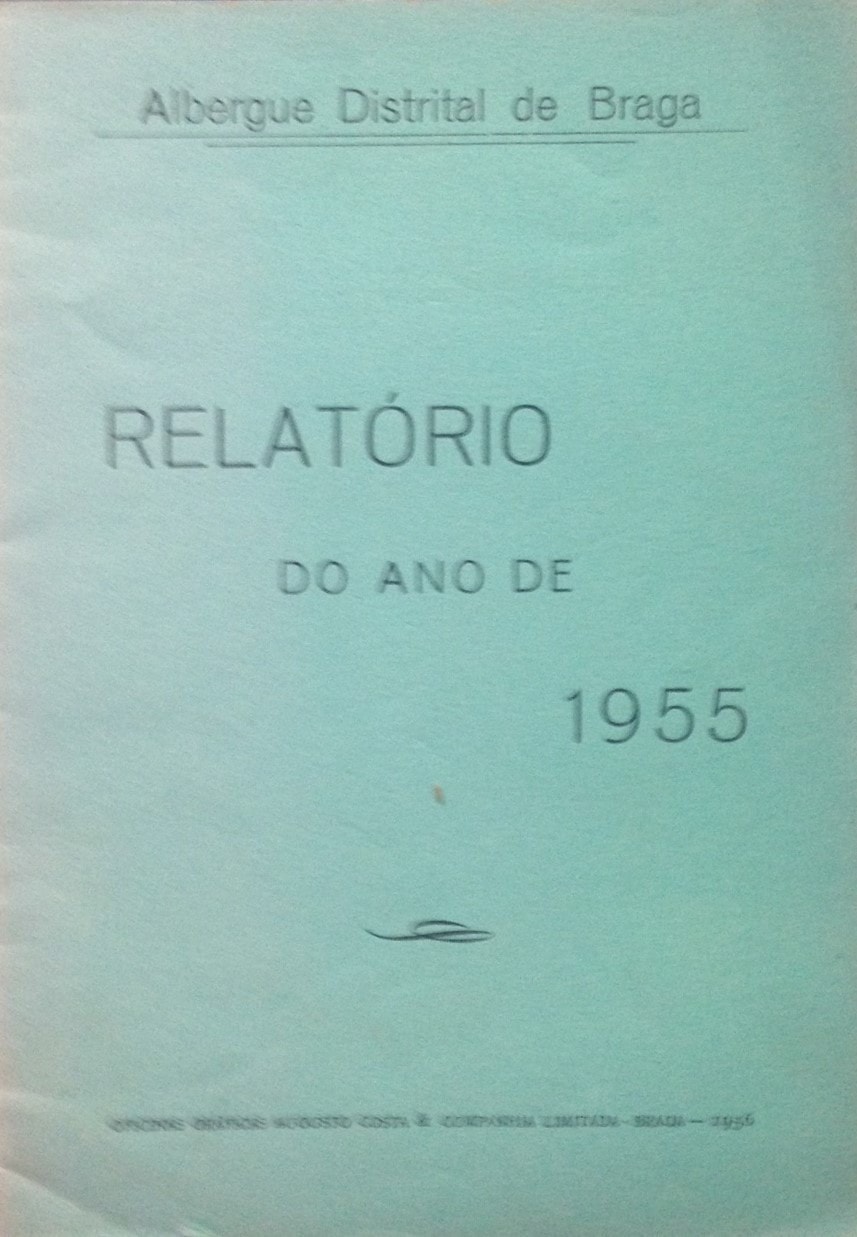 Albergue Distrital de Braga
RELATÓRIO
DO ANO DE
1955
OFICINAS GRÁFICAS AUGUSTO COSTA & COMPANHIA LIMITADA - BRAGA — 1956